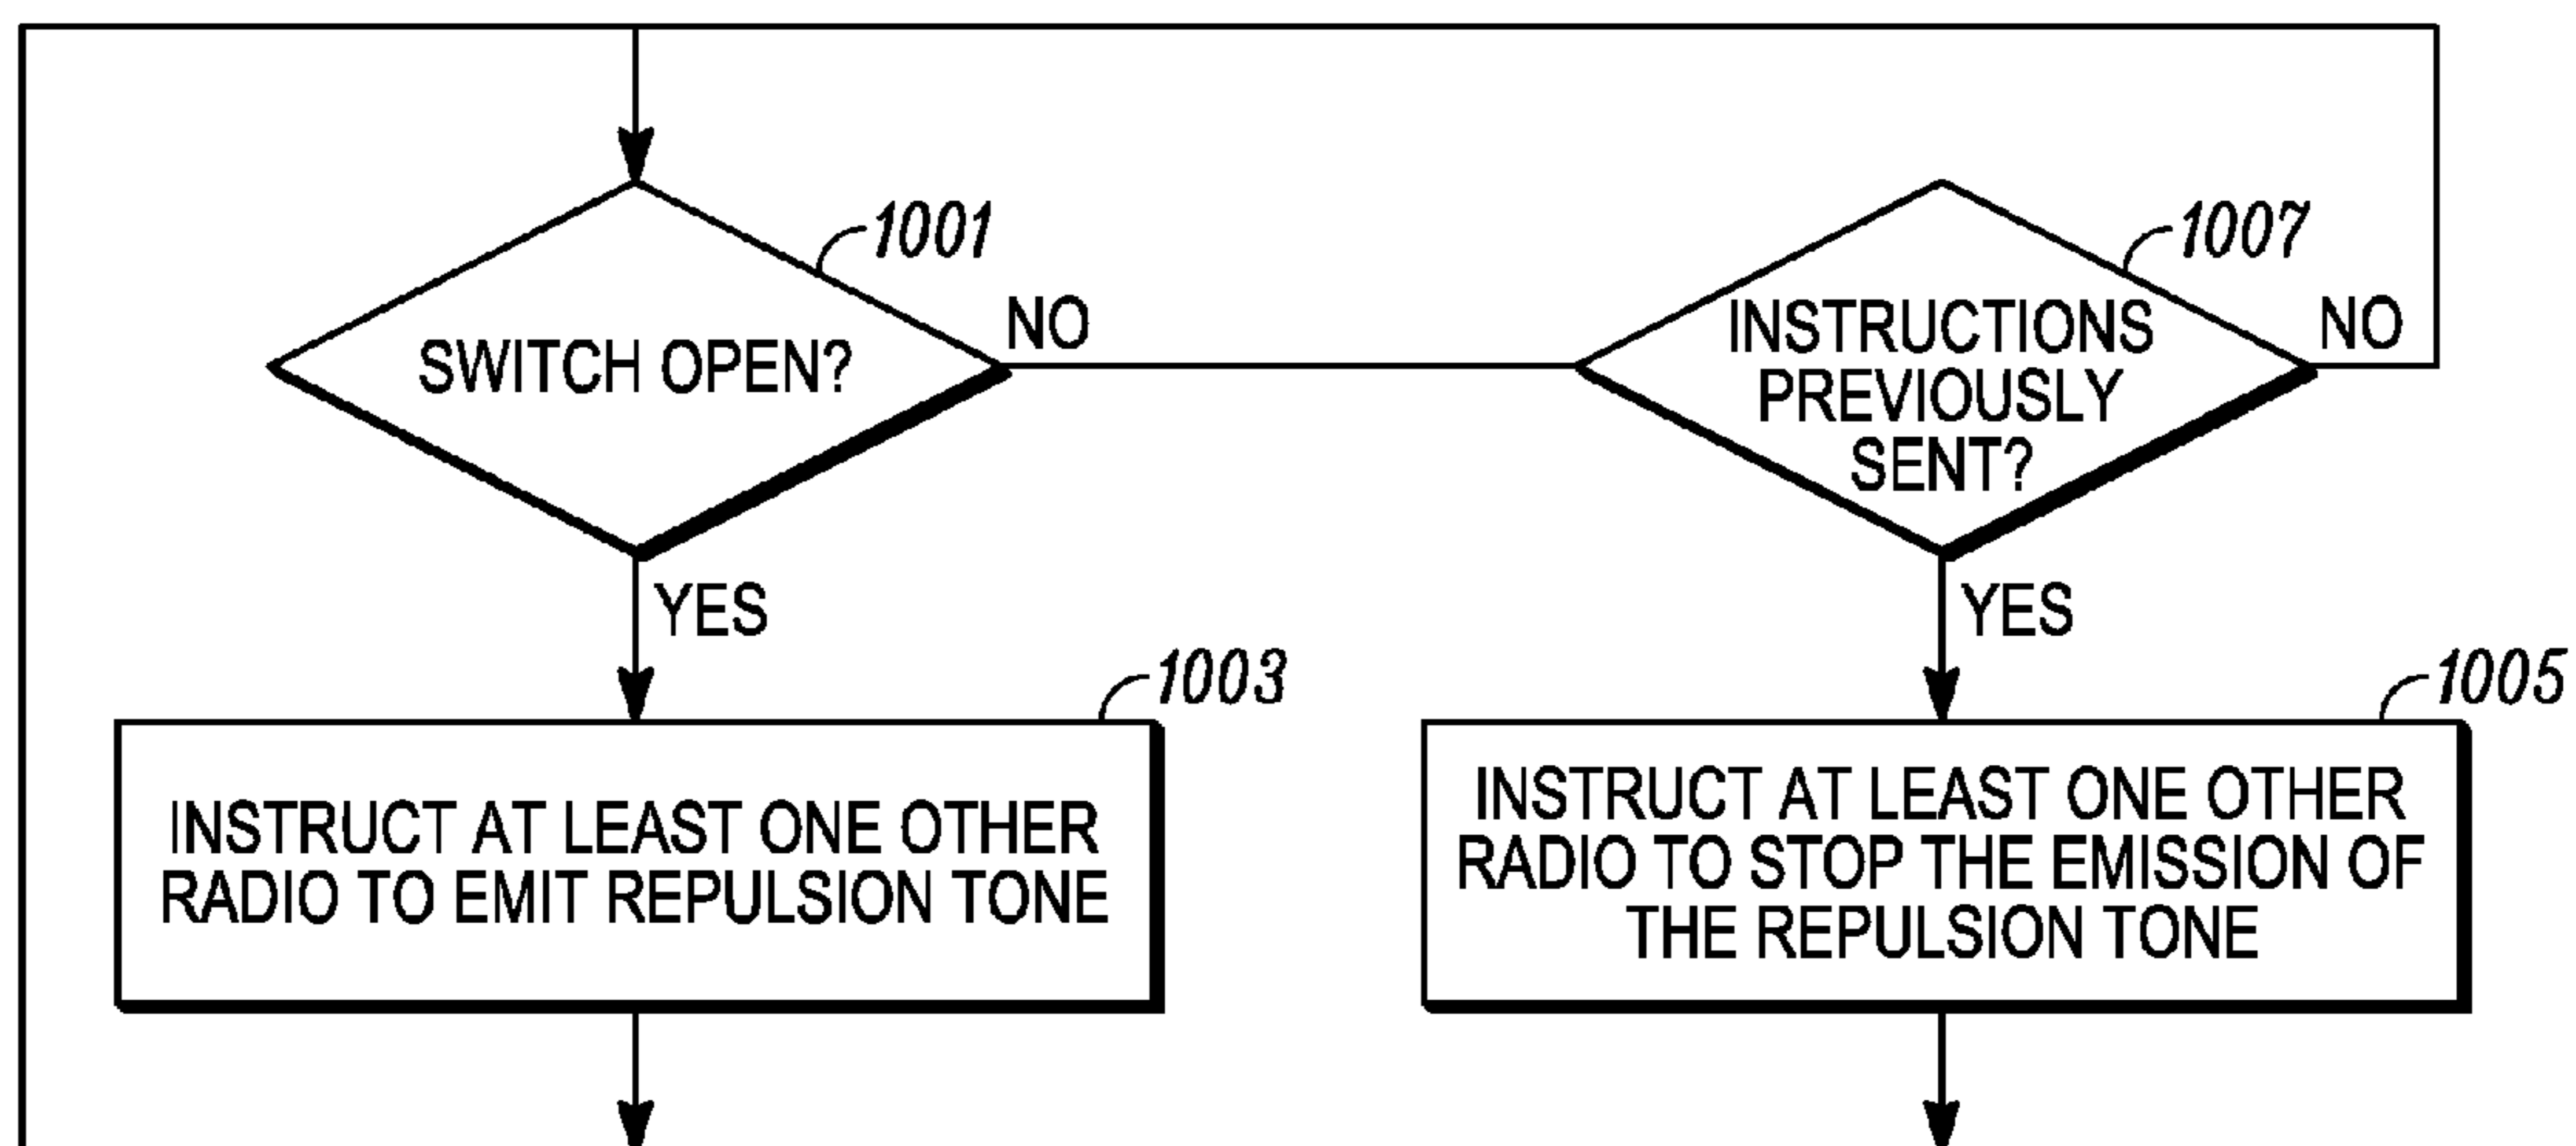 1001
SWITCH OPEN?
NO
YES
1007
INSTRUCTIONS
PREVIOUSLY
SENT?
NO
YES
1003
INSTRUCT AT LEAST ONE OTHER
RADIO TO EMIT REPULSION TONE
1005
INSTRUCT AT LEAST ONE OTHER
RADIO TO STOP THE EMISSION OF
THE REPULSION TONE